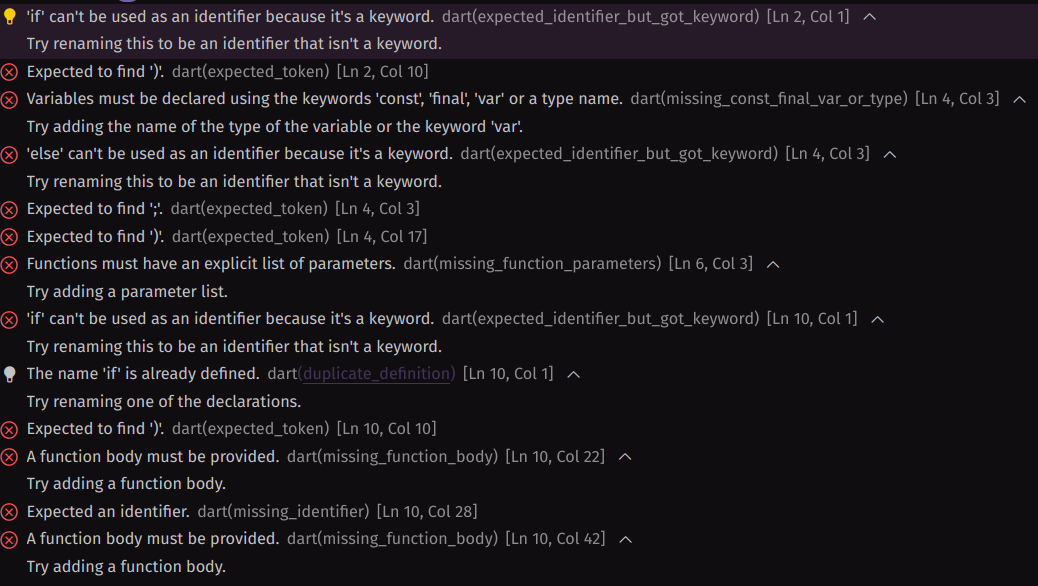 'if' can't be used as an identifier because it's a keyword. dart(expected_identifier_but_got_keyword) [Ln 2, Col 1]
Try renaming this to be an identifier that isn't a keyword.
Expected to find ')'. dart(expected_token) [Ln 2, Col 10]
Variables must be declared using the keywords 'const', 'final', 'var' or a type name. dart(missing_const_final_var_or_type) [Ln 4, Col 3]
Try adding the name of the type of the variable or the keyword 'var'.
'else' can't be used as an identifier because it's a keyword. dart(expected_identifier_but_got_keyword) [Ln 4, Col 3]
Try renaming this to be an identifier that isn't a keyword.
Expected to find ';'. dart(expected_token) [Ln 4, Col 3]
Expected to find ')'. dart(expected_token) [Ln 4, Col 17]
Functions must have an explicit list of parameters. dart(missing_function_parameters) [Ln 6, Col 3]
Try adding a parameter list.
'if' can't be used as an identifier because it's a keyword. dart(expected_identifier_but_got_keyword) [Ln 10, Col 1]
Try renaming this to be an identifier that isn't a keyword.
The name 'if' is already defined. dart(duplicate_definition) [Ln 10, Col 1]
Try renaming one of the declarations.
Expected to find ')'. dart(expected_token) [Ln 10, Col 10]
A function body must be provided. dart(missing_function_body) [Ln 10, Col 22]
Try adding a function body.
Expected an identifier. dart(missing_identifier) [Ln 10, Col 28]
A function body must be provided. dart(missing_function_body) [Ln 10, Col 42]
Try adding a function body.